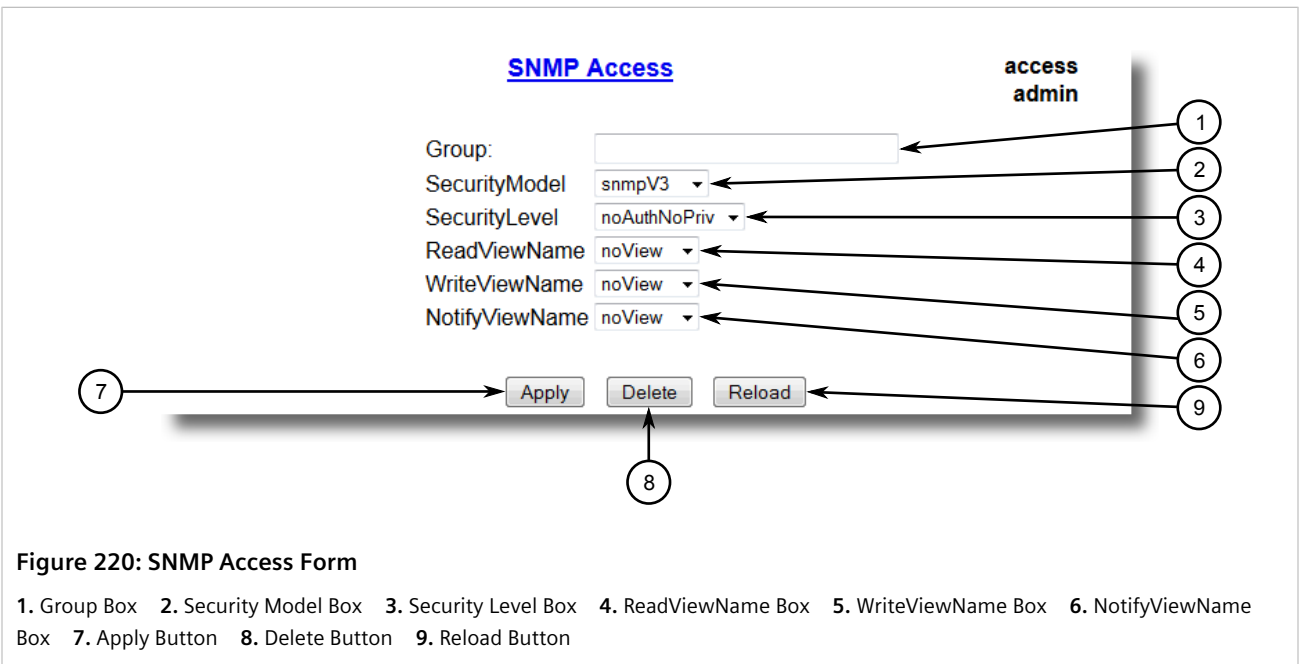 SNMP Access
access
admin
1
Group:
2
SecurityModel snmpV3
3
SecurityLevel noAuthNoPriv
4
ReadViewName noView
5
WriteViewName noView
6
NotifyViewName noView
7
Apply Delete Reload
9
8
Figure 220: SNMP Access Form
1. Group Box 2. Security Model Box 3. Security Level Box 4. ReadViewName Box 5. WriteViewName Box 6. NotifyViewName
Box 7. Apply Button 8. Delete Button 9. Reload Button